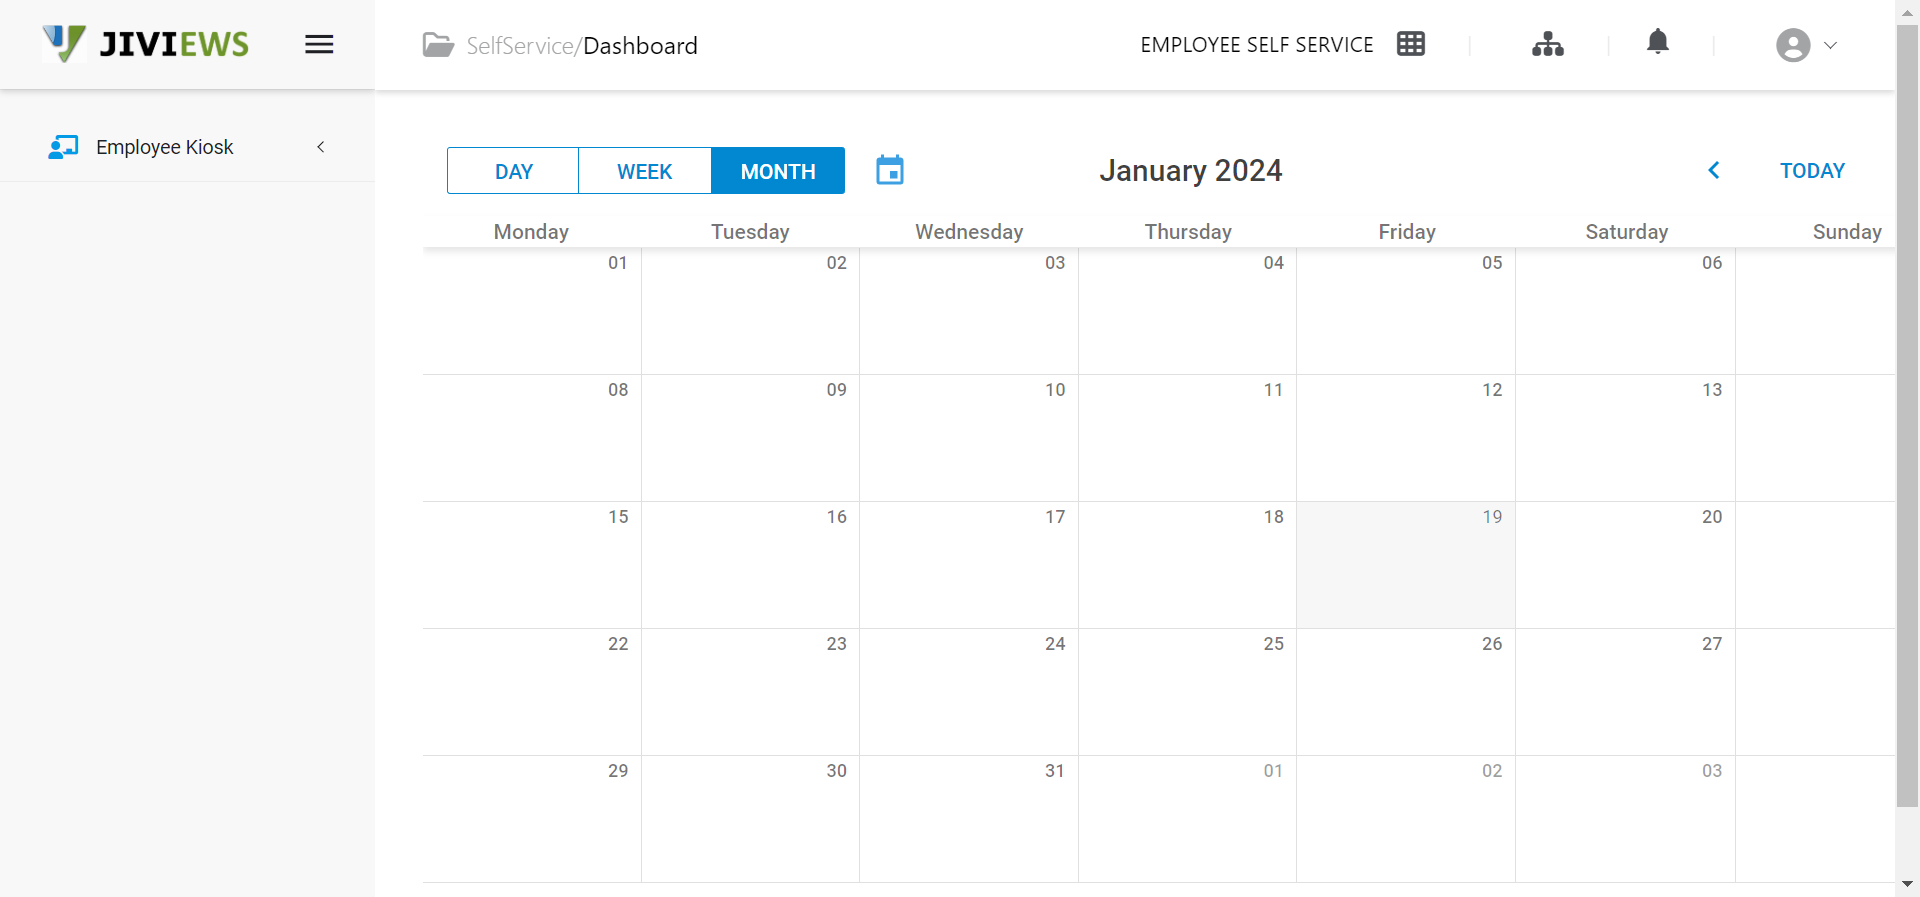 JIVIEWS
SelfService/Dashboard
EMPLOYEE SELF SERVICE
Employee Kiosk
DAY WEEK MONTH
January 2024
TODAY
Monday Tuesday Wednesday Thursday Friday Saturday Sunday
01 02 03 04 05 06
08 09 10 11 12 13
15 16 17 18 19 20
22 23 24 25 26 27
29 30 31 01 02 03